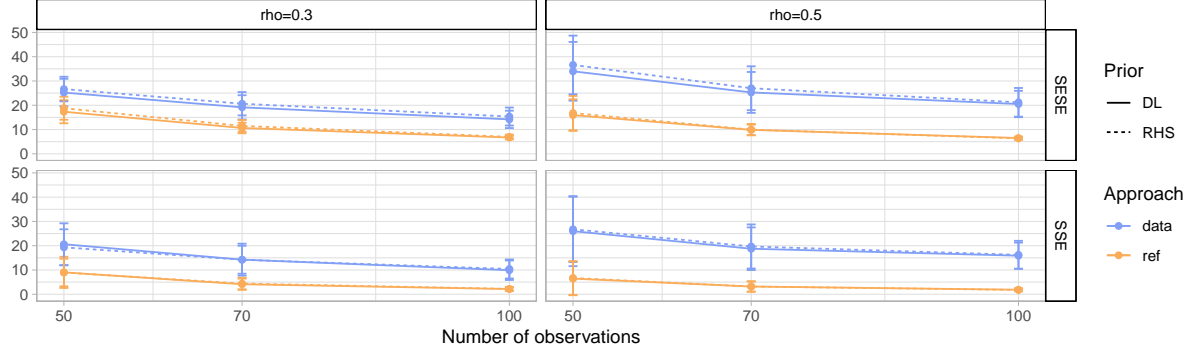 rho=0.3
rho=0.5
50
40
30
20
10
0
SESE
50
40
30
20
10
0
SSE
50
70
100
50
70
100
Number of observations
Prior
DL
RHS
Approach
data
ref